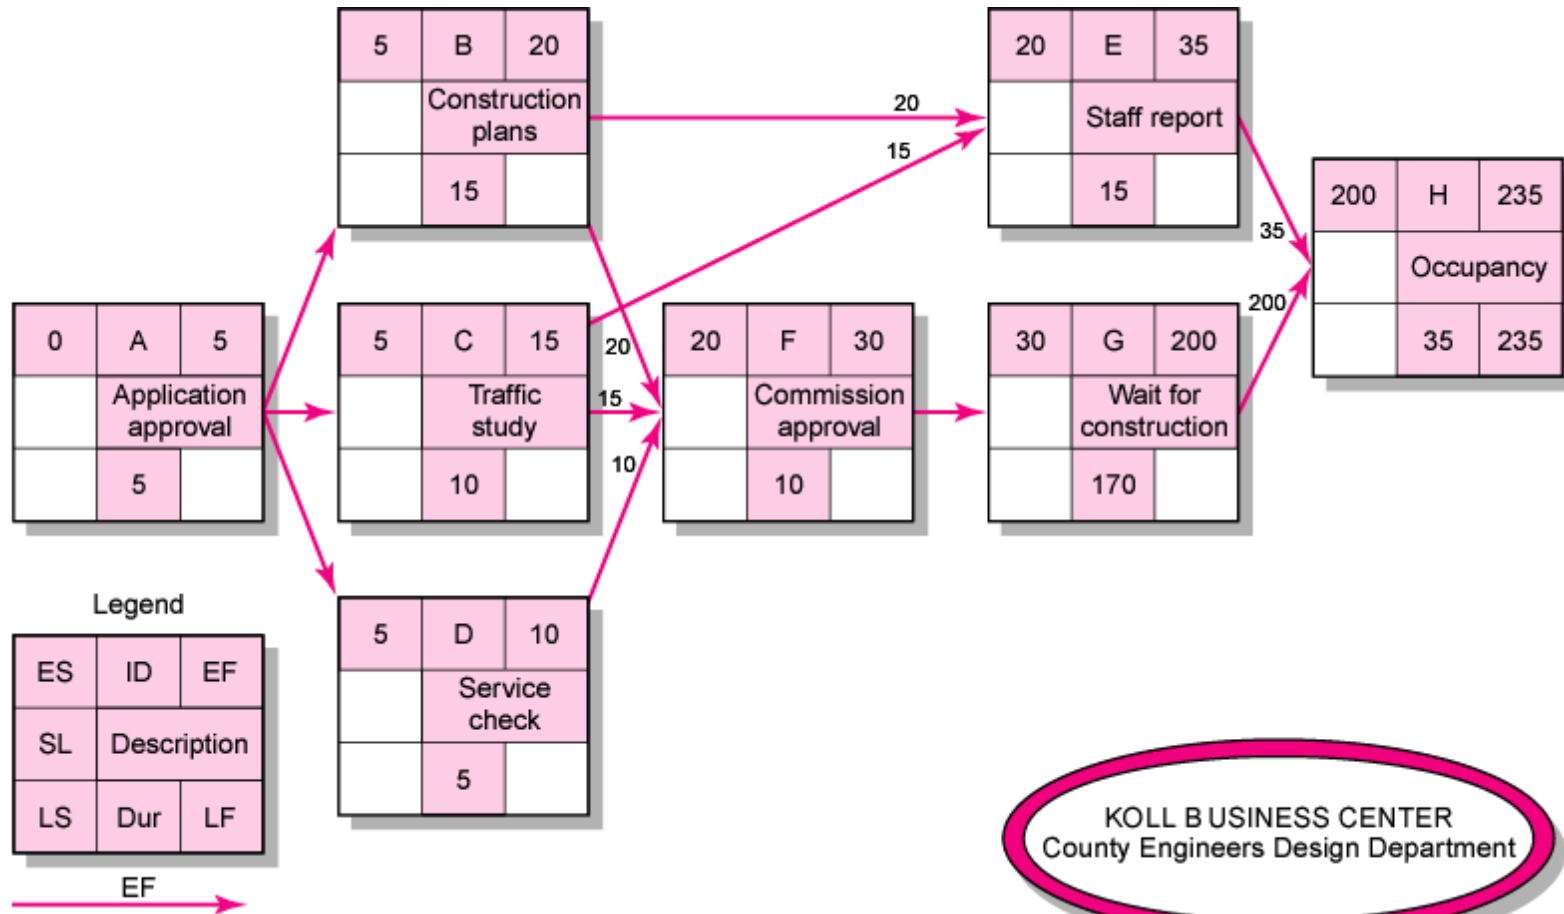 5 B 20
Construction
plans
15
20 E 35
Staff report
15
20
15
200 H 235
Occupancy
35 235
35
200
0 A 5
Application
approval
5
5 C 15
Traffic
study
10
20
15
10
20 F 30
Commission
approval
10
30 G 200
Wait for
construction
170
5 D 10
Service
check
5
Legend
ES ID EF
SL Description
LS Dur LF
EF
KOLL BUSINESS CENTER
County Engineers Design Department